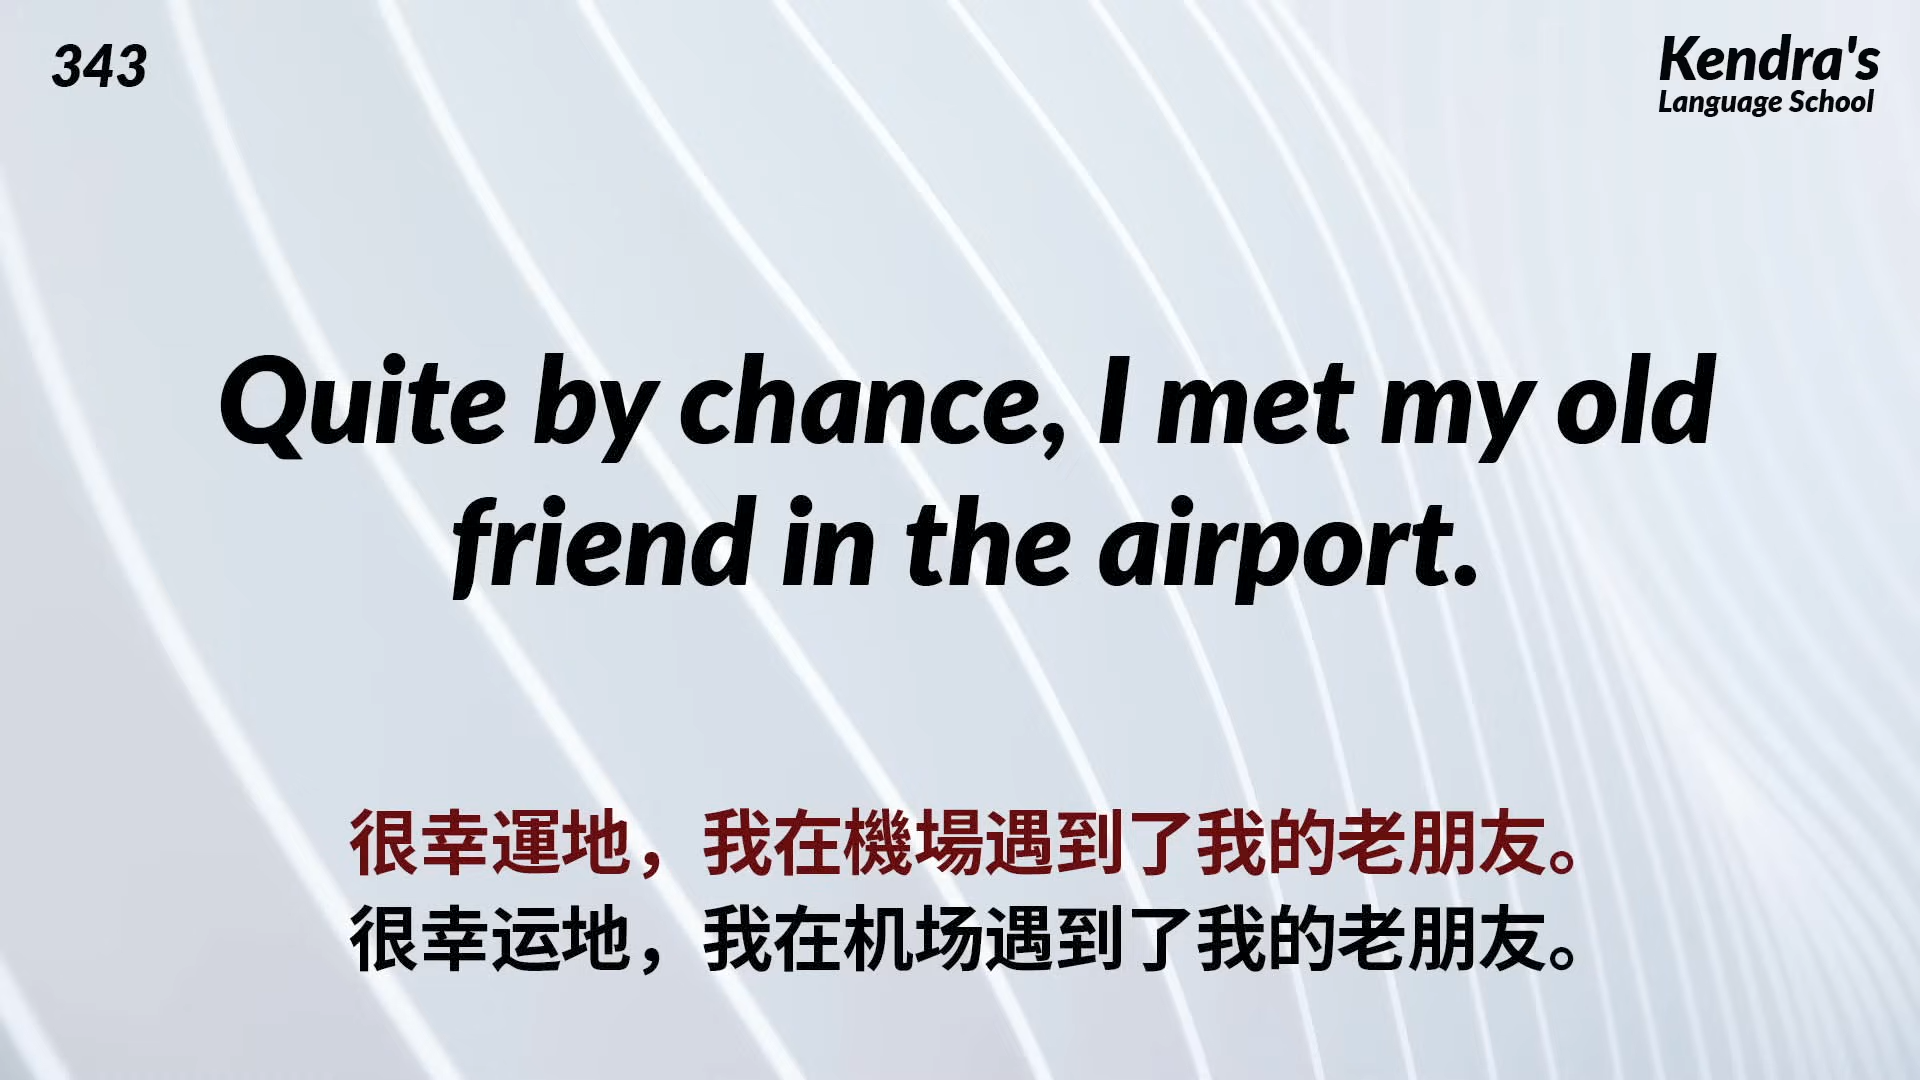 343
Kendra's
Language School
Quite by chance, I met my old
friend in the airport.
很幸運地，我在機場遇到了我的老朋友。
很幸运地，我在机场遇到了我的老朋友。